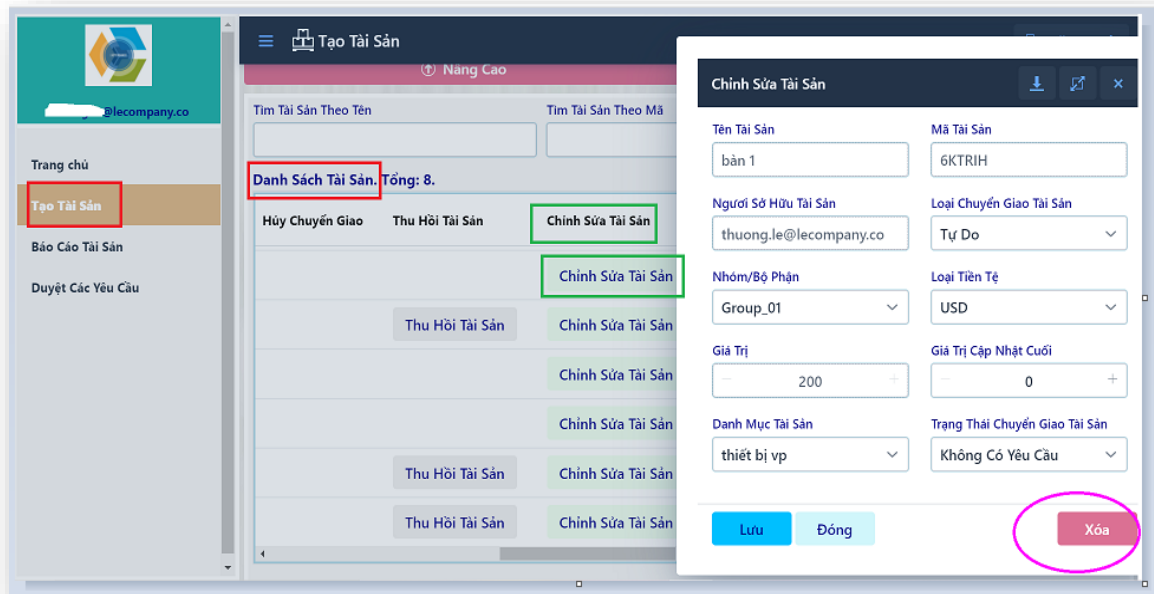 @lecompany.co
Trang chủ
Tạo Tài Sản
Báo Cáo Tài Sản
Duyệt Các Yêu Cầu
Tạo Tài Sản
Nâng Cao
Tìm Tài Sản Theo Tên
Tìm Tài Sản Theo Mã
Danh Sách Tài Sản. Tổng: 8.
Hủy Chuyển Giao Thu Hồi Tài Sản Chỉnh Sửa Tài Sản
Chỉnh Sửa Tài Sản
Thu Hồi Tài Sản Chỉnh Sửa Tài Sản
Chỉnh Sửa Tài Sản
Chỉnh Sửa Tài Sản
Thu Hồi Tài Sản Chỉnh Sửa Tài Sản
Thu Hồi Tài Sản Chỉnh Sửa Tài Sản
Chỉnh Sửa Tài Sản
Tên Tài Sản Mã Tài Sản
bàn 1 6KTRIH
Ngươi Sở Hữu Tài Sản Loại Chuyển Giao Tài Sản
thuong.le@lecompany.co Tự Do
Nhóm/Bộ Phận Loại Tiền Tệ
Group_01 USD
Giá Trị Giá Trị Cập Nhật Cuối
200 0
Danh Mục Tài Sản Trạng Thái Chuyển Giao Tài Sản
thiết bị vp Không Có Yêu Cầu
Lưu Đóng Xóa